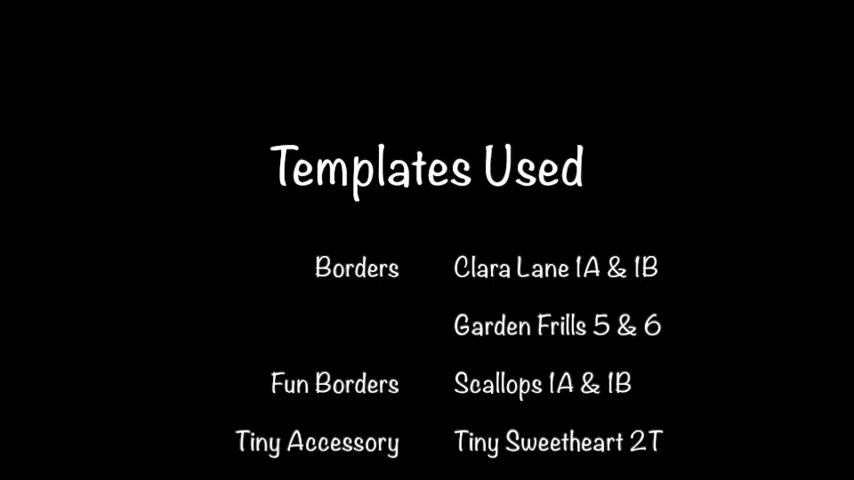 Templates Used
Borders Clara Lane 1A & 1B
Garden Frills 5 & 6
Fun Borders Scallops 1A & 1B
Tiny Accessory Tiny Sweetheart 2T